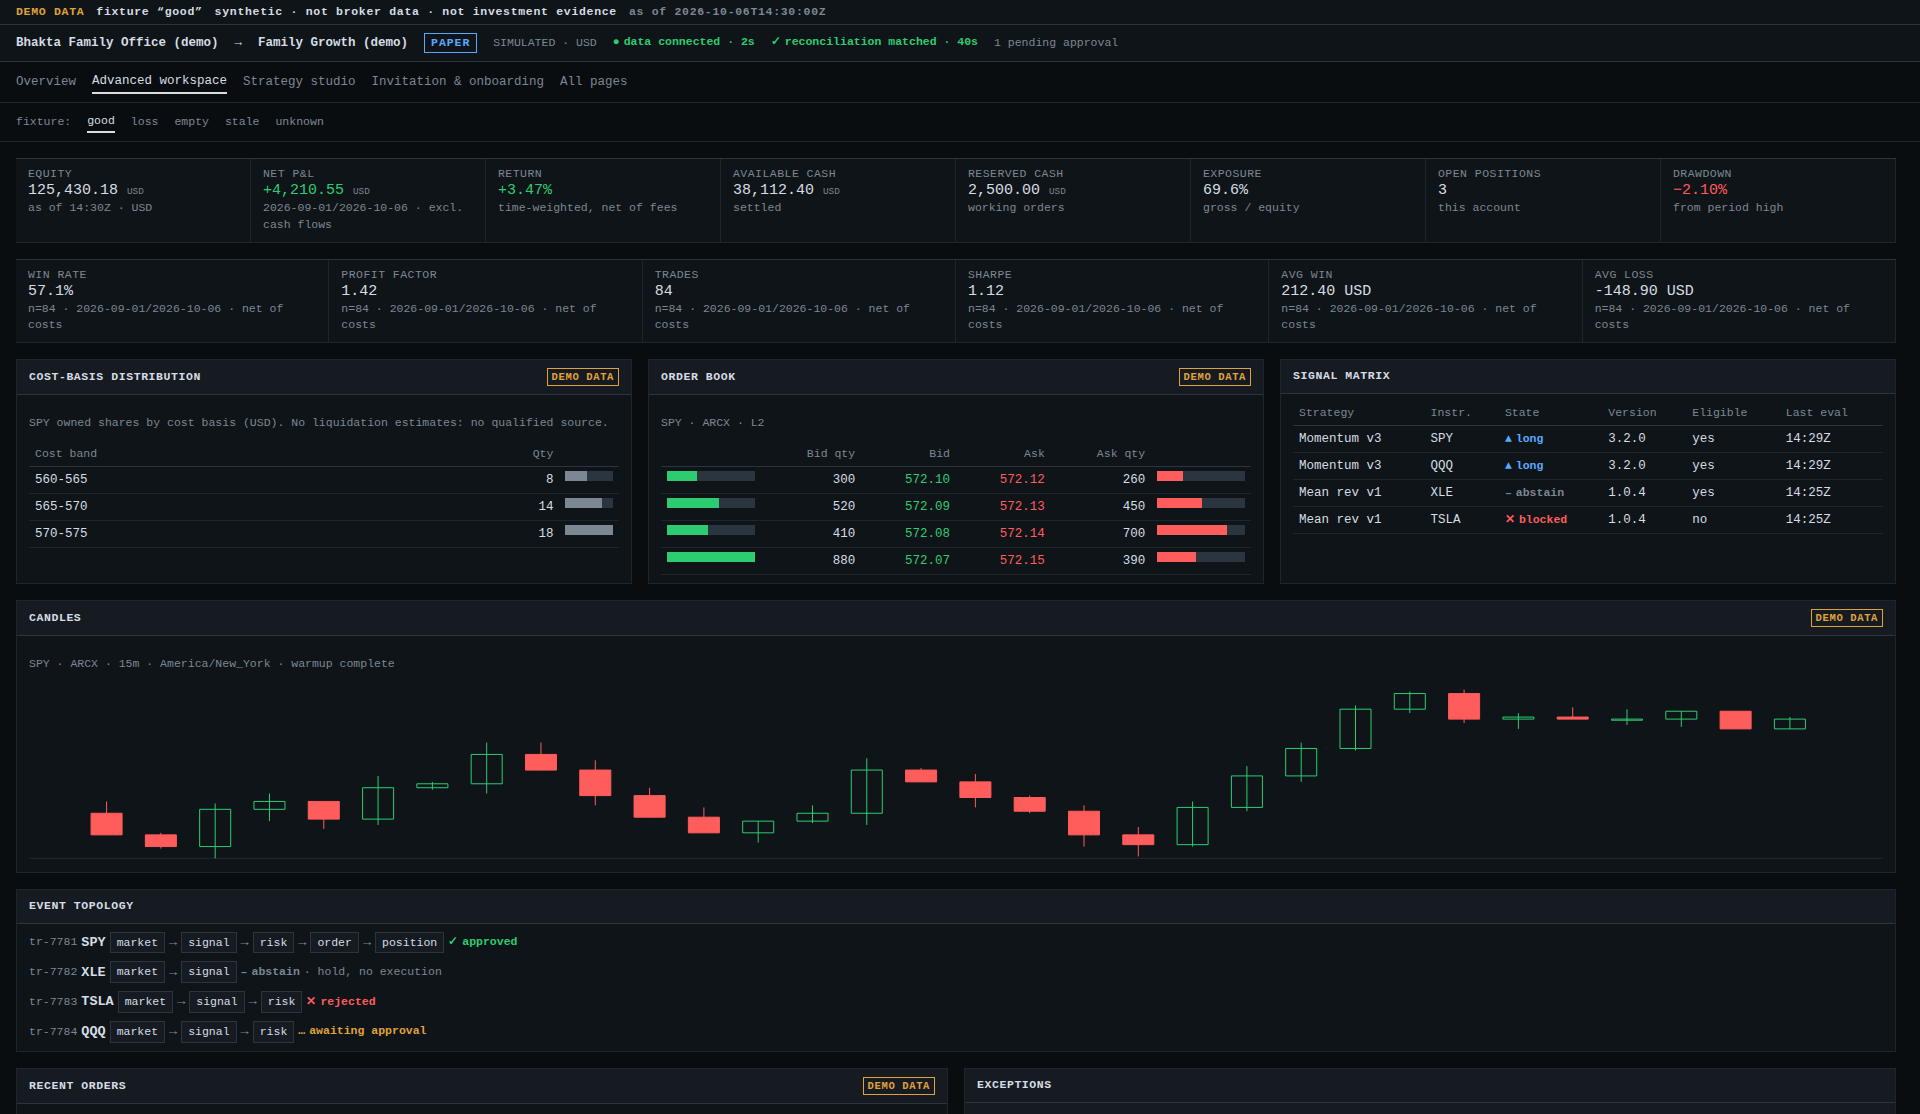 DEMO DATA fixture “good” synthetic · not broker data · not investment evidence as of 2026-10-06T14:30:00Z
Bhakta Family Office (demo) → Family Growth (demo) PAPER SIMULATED · USD ● data connected · 2s ✓ reconciliation matched · 40s 1 pending approval
Overview Advanced workspace Strategy studio Invitation & onboarding All pages
fixture: good loss empty stale unknown
EQUITY NET P&L RETURN AVAILABLE CASH RESERVED CASH EXPOSURE OPEN POSITIONS DRAWDOWN
125,430.18 USD +4,210.55 USD +3.47% 38,112.40 USD 2,500.00 USD 69.6% 3 −2.10%
as of 14:30Z · USD 2026-09-01/2026-10-06 · excl. time-weighted, net of fees settled working orders gross / equity this account from period high
cash flows
WIN RATE PROFIT FACTOR TRADES SHARPE AVG WIN AVG LOSS
57.1% 1.42 84 1.12 212.40 USD -148.90 USD
n=84 · 2026-09-01/2026-10-06 · net of n=84 · 2026-09-01/2026-10-06 · net of n=84 · 2026-09-01/2026-10-06 · net of n=84 · 2026-09-01/2026-10-06 · net of n=84 · 2026-09-01/2026-10-06 · net of n=84 · 2026-09-01/2026-10-06 · net of
costs costs costs costs costs costs
COST-BASIS DISTRIBUTION DEMO DATA
SPY owned shares by cost basis (USD). No liquidation estimates: no qualified source.
Cost band Qty
560-565 8
565-570 14
570-575 18
ORDER BOOK DEMO DATA
SPY · ARCX · L2
Bid qty Bid Ask Ask qty
300 572.10 572.12 260
520 572.09 572.13 450
410 572.08 572.14 700
880 572.07 572.15 390
SIGNAL MATRIX
Strategy Instr. State Version Eligible Last eval
Momentum v3 SPY ▲ long 3.2.0 yes 14:29Z
Momentum v3 QQQ ▲ long 3.2.0 yes 14:29Z
Mean rev v1 XLE – abstain 1.0.4 yes 14:25Z
Mean rev v1 TSLA ✕ blocked 1.0.4 no 14:25Z
CANDLES DEMO DATA
SPY · ARCX · 15m · America/New_York · warmup complete
EVENT TOPOLOGY
tr-7781 SPY market → signal → risk → order → position ✓ approved
tr-7782 XLE market → signal – abstain · hold, no execution
tr-7783 TSLA market → signal → risk ✕ rejected
tr-7784 QQQ market → signal → risk … awaiting approval
RECENT ORDERS DEMO DATA
EXCEPTIONS